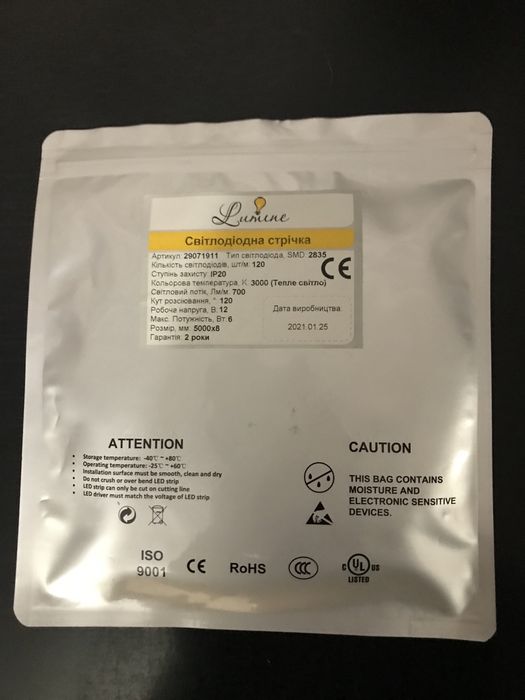 Lumine
Світлодіодна стрічка
Артикул: 29071911 Тип світлодіода, SMD: 2835
Кількість світлодіодів, шт/м: 120
Ступінь захисту: IP20
CE
Кольорова температура, К: 3000 (Тепле світло)
Світловий потік, Лм/м: 700
Кут розсіювання, °: 120
Робоча напруга, В: 12
Дата виробництва:
Макс. Потужність, Вт: 6
Розмір, мм: 5000x8
2021.01.25
Гарантія: 2 роки
ATTENTION
• Storage temperature: -40℃ ~ +80℃
• Operating temperature: -25℃ ~ +60℃
• Installation surface must be smooth, clean and dry
• Do not crush or over bend LED strip
• LED strip can only be cut on cutting line
• LED driver must match the voltage of LED strip
CAUTION
THIS BAG CONTAINS
MOISTURE AND
ELECTRONIC SENSITIVE
DEVICES.
ISO
9001
CE
RoHS
CCC
C UL US
LISTED